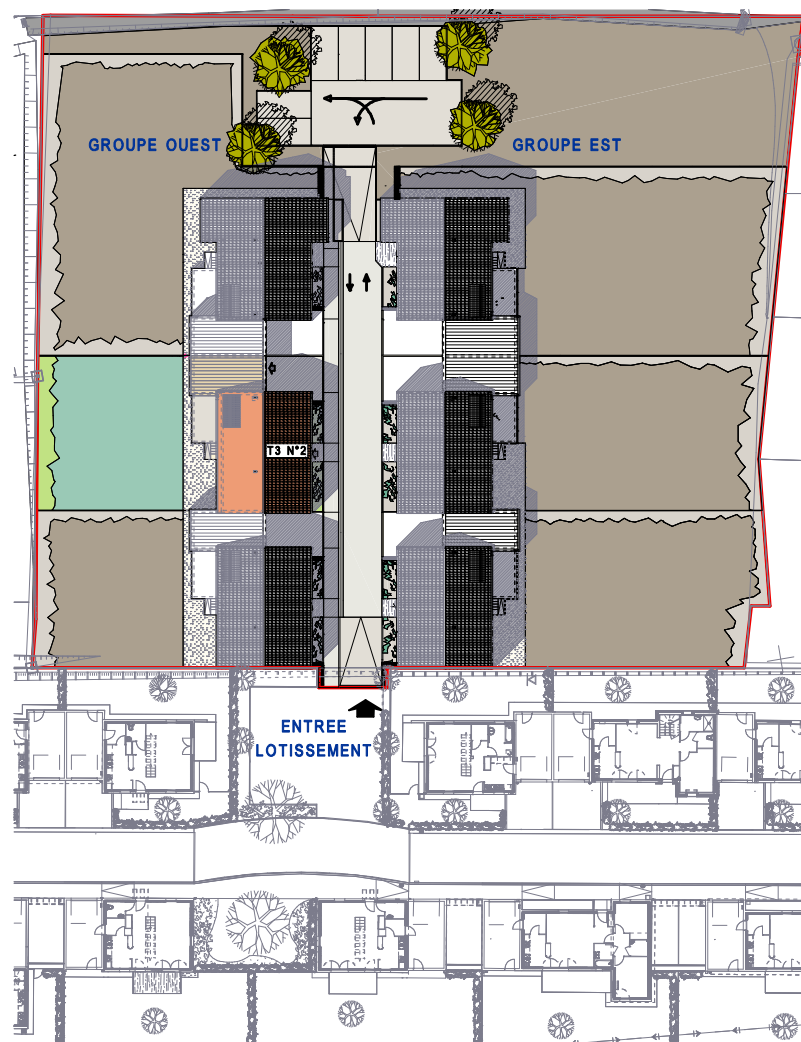 GROUPE OUEST
GROUPE EST
T3 N°2
ENTREE
LOTISSEMENT